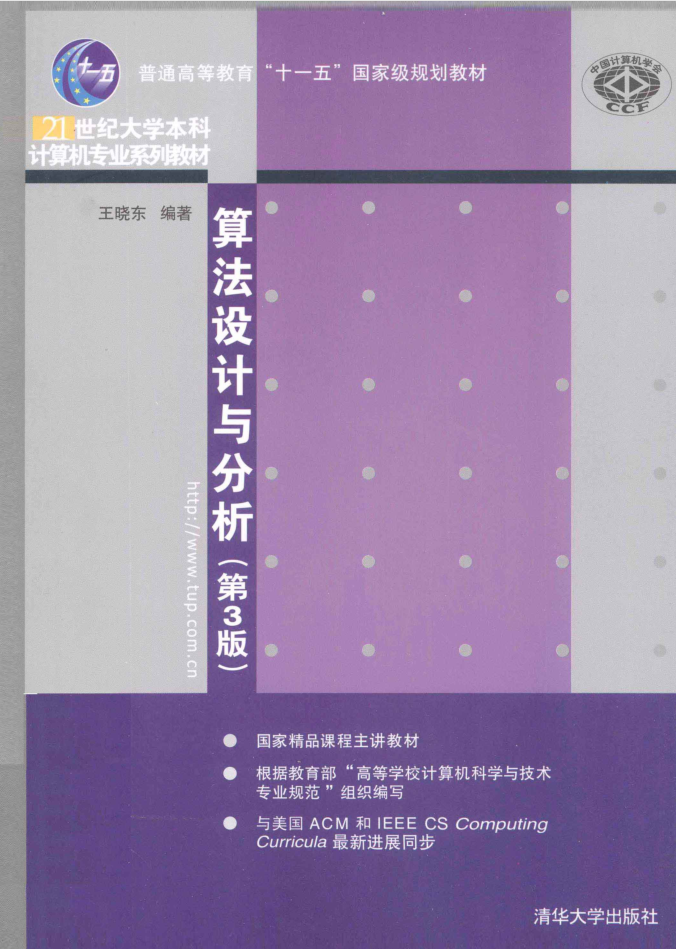 十一五
普通高等教育“十一五”国家级规划教材
中国计算机学会
CCF
21世纪大学本科
计算机专业系列教材
王晓东 编著
算法设计与分析(第3版)
http://www.tup.com.cn
国家精品课程主讲教材
根据教育部“高等学校计算机科学与技术
专业规范”组织编写
与美国 ACM 和 IEEE CS Computing
Curricula 最新进展同步
清华大学出版社